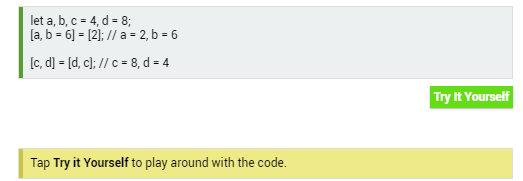 let a, b, c = 4, d = 8;
[a, b = 6] = [2]; // a = 2, b = 6
[c, d] = [d, c]; // c = 8, d = 4
Try It Yourself
Tap Try it Yourself to play around with the code.